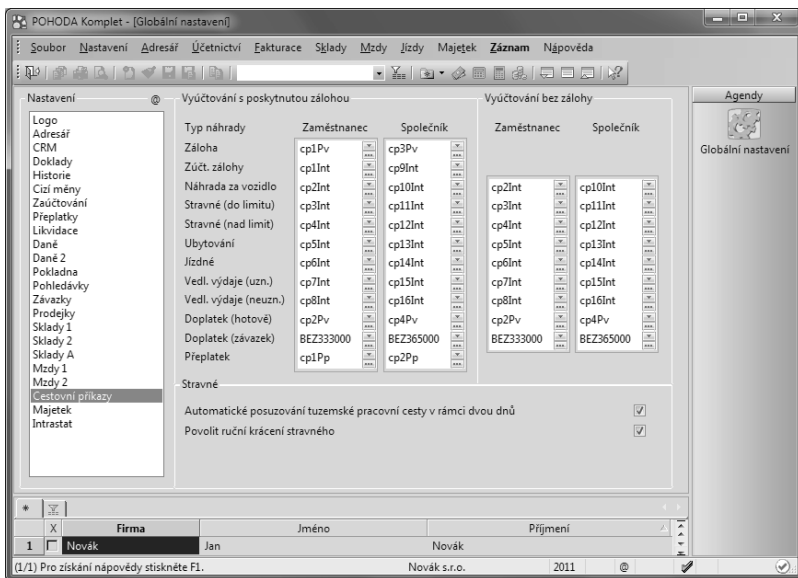 POHODA Komplet - [Globální nastavení]
Soubor Nastavení Adresář Účetnictví Fakturace Sklady Mzdy Jízdy Majetek Záznam Nápověda
Nastavení @
Logo
Adresář
CRM
Doklady
Historie
Cizí měny
Zaúčtování
Přeplatky
Likvidace
Daně
Daně 2
Pokladna
Pohledávky
Závazky
Prodejky
Sklady 1
Sklady 2
Sklady A
Mzdy 1
Mzdy 2
Cestovní příkazy
Majetek
Intrastat
Vyúčtování s poskytnutou zálohou Vyúčtování bez zálohy
Typ náhrady Zaměstnanec Společník Zaměstnanec Společník
Záloha cp1Pv cp3Pv
Zúčt. zálohy cp1Int cp9Int
Náhrada za vozidlo cp2Int cp10Int cp2Int cp10Int
Stravné (do limitu) cp3Int cp11Int cp3Int cp11Int
Stravné (nad limit) cp4Int cp12Int cp4Int cp12Int
Ubytování cp5Int cp13Int cp5Int cp13Int
Jízdné cp6Int cp14Int cp6Int cp14Int
Vedl. výdaje (uzn.) cp7Int cp15Int cp7Int cp15Int
Vedl. výdaje (neuzn.) cp8Int cp16Int cp8Int cp16Int
Doplatek (hotově) cp2Pv cp4Pv cp2Pv cp4Pv
Doplatek (závazek) BEZ333000 BEZ365000 BEZ333000 BEZ365000
Přeplatek cp1Pp cp2Pp
Stravné
Automatické posuzování tuzemské pracovní cesty v rámci dvou dnů
Povolit ruční krácení stravného
Agendy
Globální nastavení
* X Firma Jméno Příjmení
1 Novák Jan Novák
(1/1) Pro získání nápovědy stiskněte F1. Novák s.r.o. 2011 @